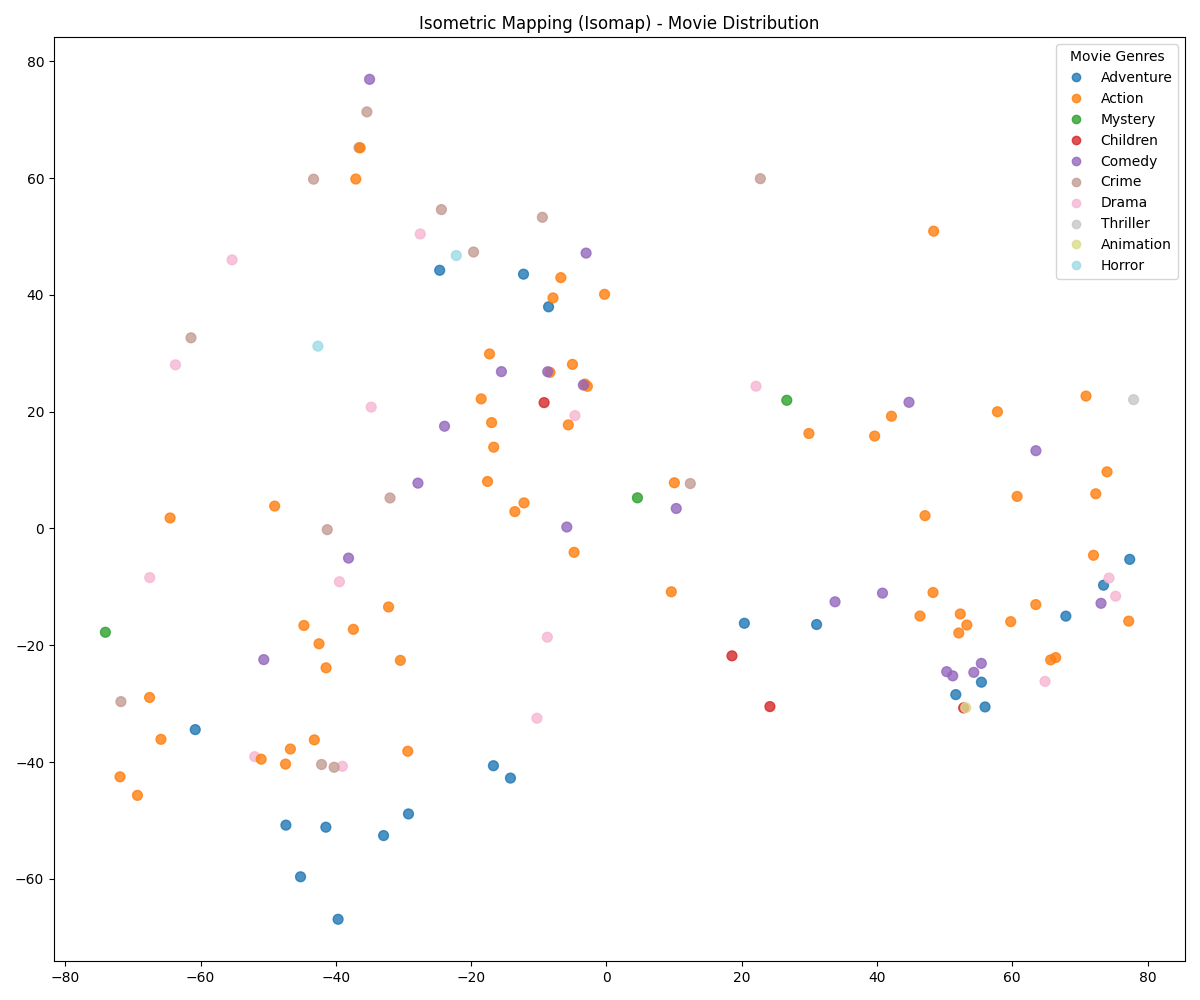 Isometric Mapping (Isomap) - Movie Distribution
Movie Genres
Adventure
Action
Mystery
Children
Comedy
Crime
Drama
Thriller
Animation
Horror
80
60
40
20
0
−20
−40
−60
−80 −60 −40 −20 0 20 40 60 80